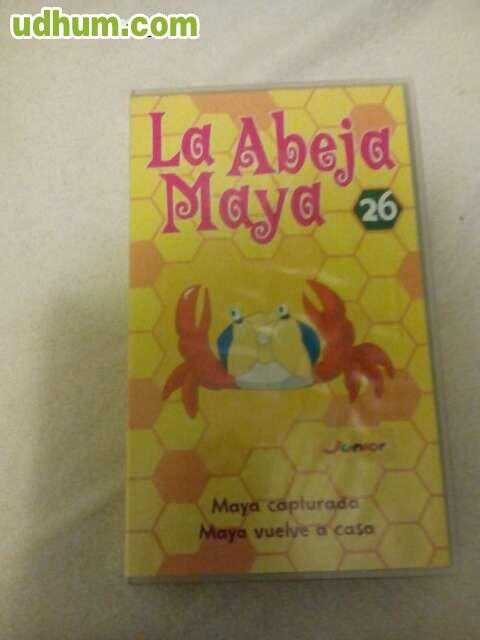 udhum.com
La Abeja
Maya 26
Junior
Maya capturada
Maya vuelve a casa